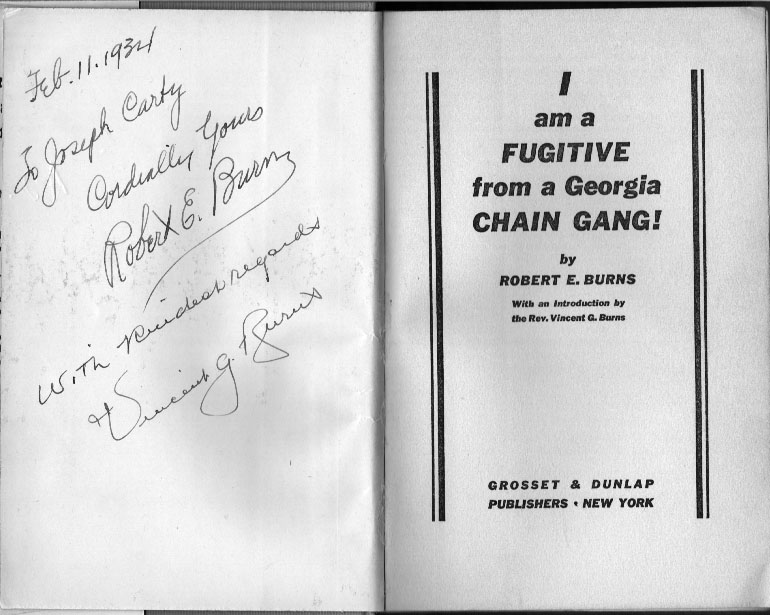 Feb. 11. 1934
To Joseph Carty
Cordially Yours
Robert E. Burns
With kindest regards
Vincent G. Burns
I
am a
FUGITIVE
from a Georgia
CHAIN GANG!
by
ROBERT E. BURNS
With an Introduction by
the Rev. Vincent G. Burns
GROSSET & DUNLAP
PUBLISHERS • NEW YORK